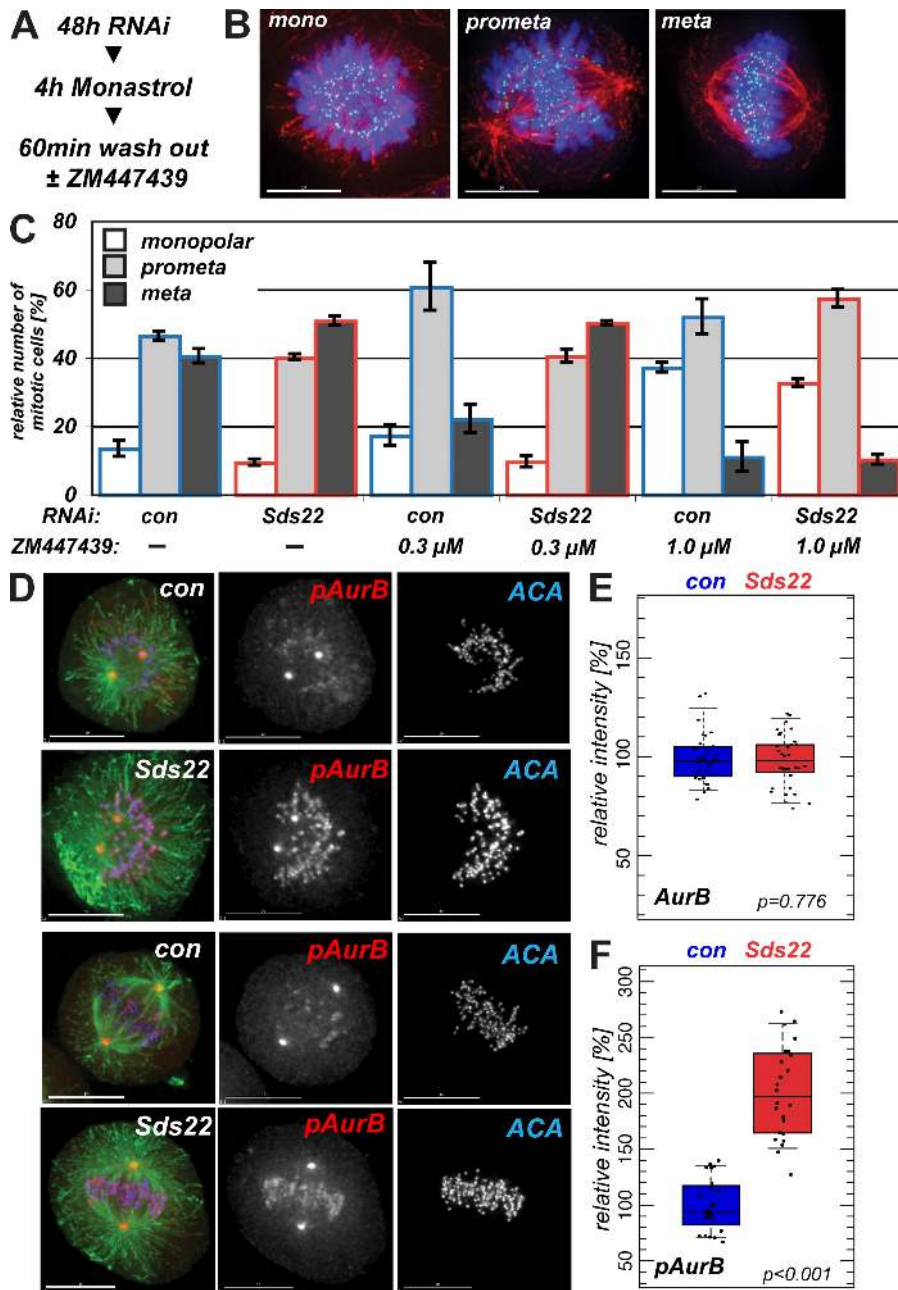 A
48h RNAi
4h Monastrol
60min wash out
± ZM447439
B
mono
prometa
meta
C
relative number of
mitotic cells [%]
80
60
40
20
0
monopolar
prometa
meta
RNAi: con Sds22 con Sds22 con Sds22
ZM447439: – – 0.3 µM 0.3 µM 1.0 µM 1.0 µM
D
con pAurB ACA
Sds22 pAurB ACA
con pAurB ACA
Sds22 pAurB ACA
E
con Sds22
relative intensity [%]
150
100
50
AurB
p=0.776
F
con Sds22
relative intensity [%]
300
250
200
150
100
50
pAurB
p<0.001